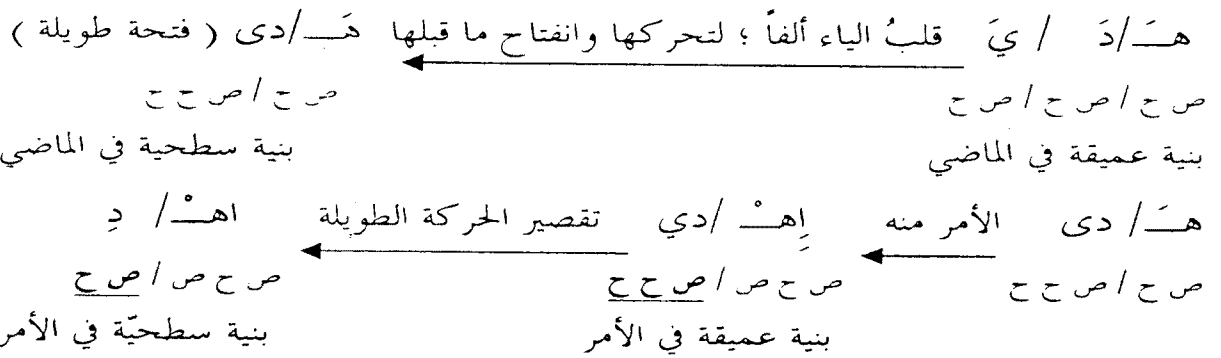 هـَ/دَ / يَ قلبُ الياء ألفاً ؛ لتحركها وانفتاح ما قبلها هَـ/دى ( فتحة طويلة )
ص ح / ص ح / ص ح ص ح / ص ح ح
بنية عميقة في الماضي بنية سطحية في الماضي
هـَ/ دى الأمر منه إِهـْ /دي تقصير الحركة الطويلة اهـْ/ دِ
ص ح / ص ح ح ص ح ص / ص ح ح ص ح ص / ص ح
بنية عميقة في الأمر بنية سطحيّة في الأمر